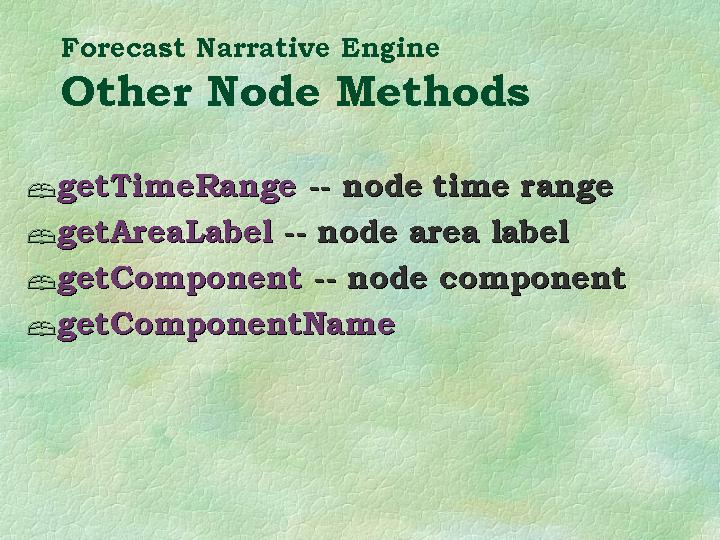 Forecast Narrative Engine
Other Node Methods
getTimeRange -- node time range
getAreaLabel -- node area label
getComponent -- node component
getComponentName